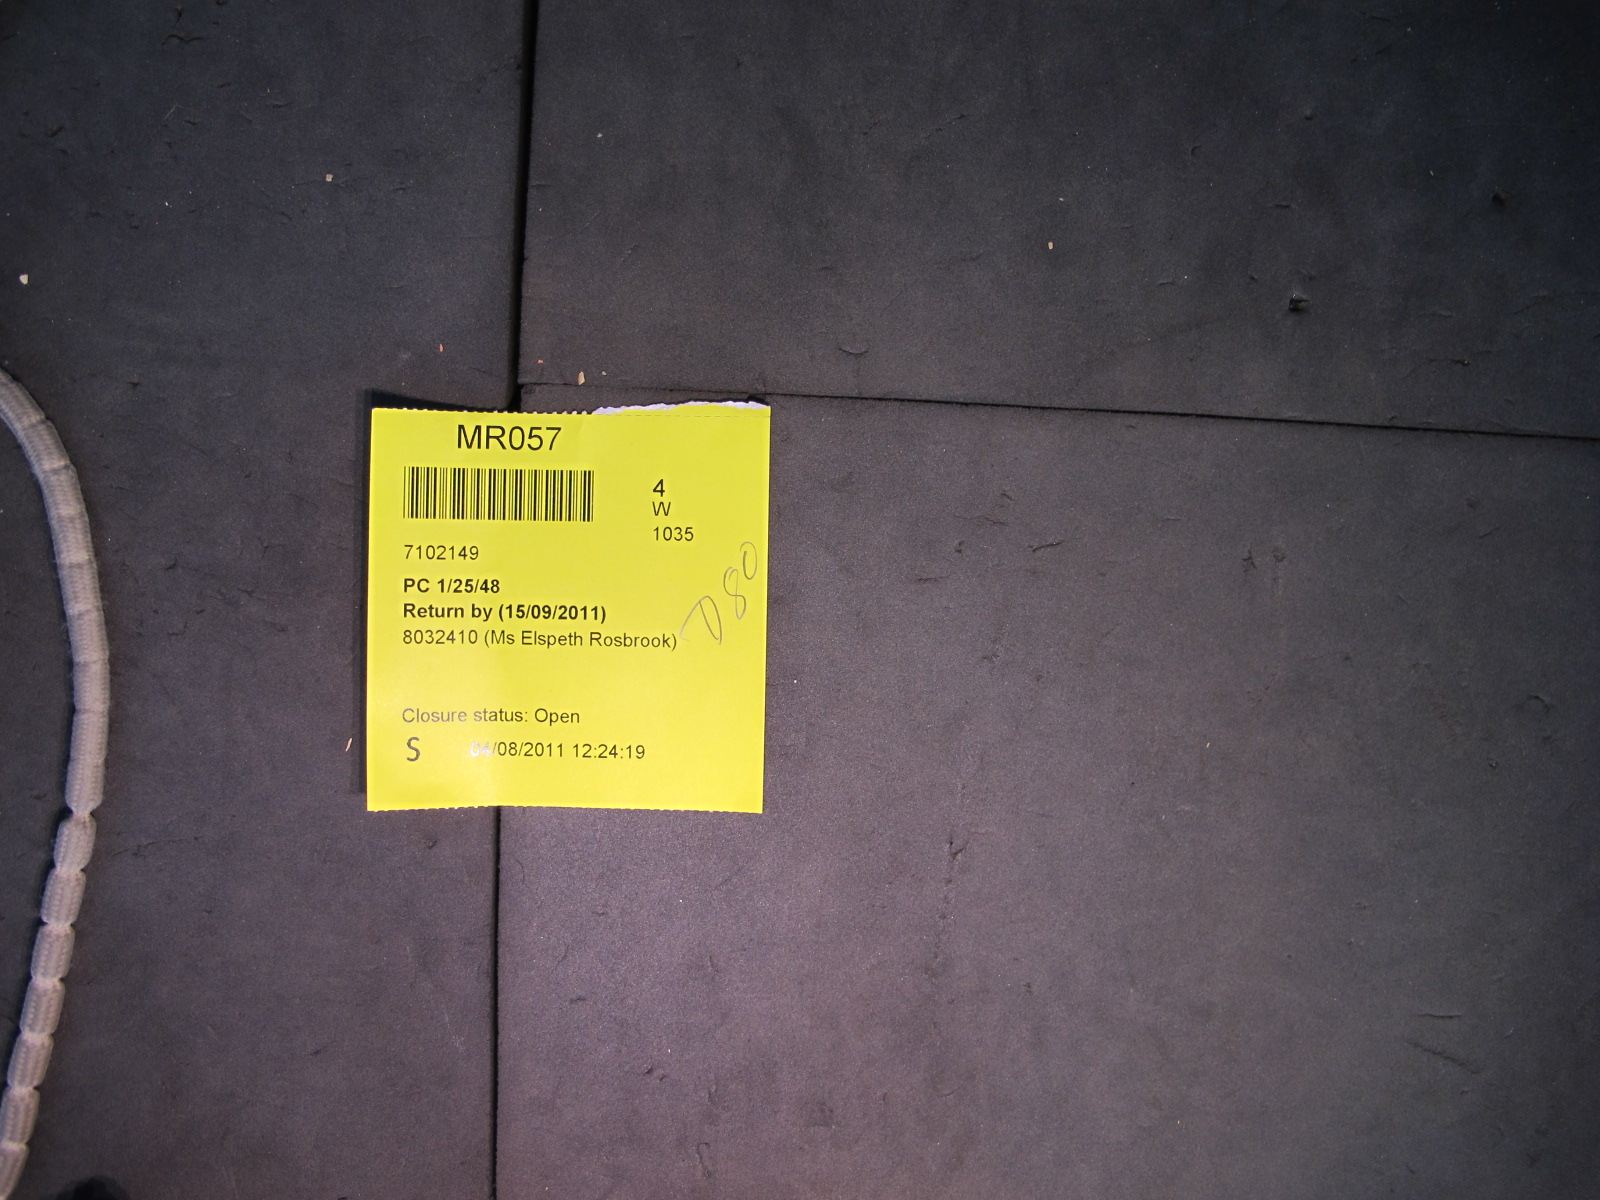 MR057
4
W
1035
7102149
PC 1/25/48
Return by (15/09/2011)
8032410 (Ms Elspeth Rosbrook)
D80
Closure status: Open
S 04/08/2011 12:24:19